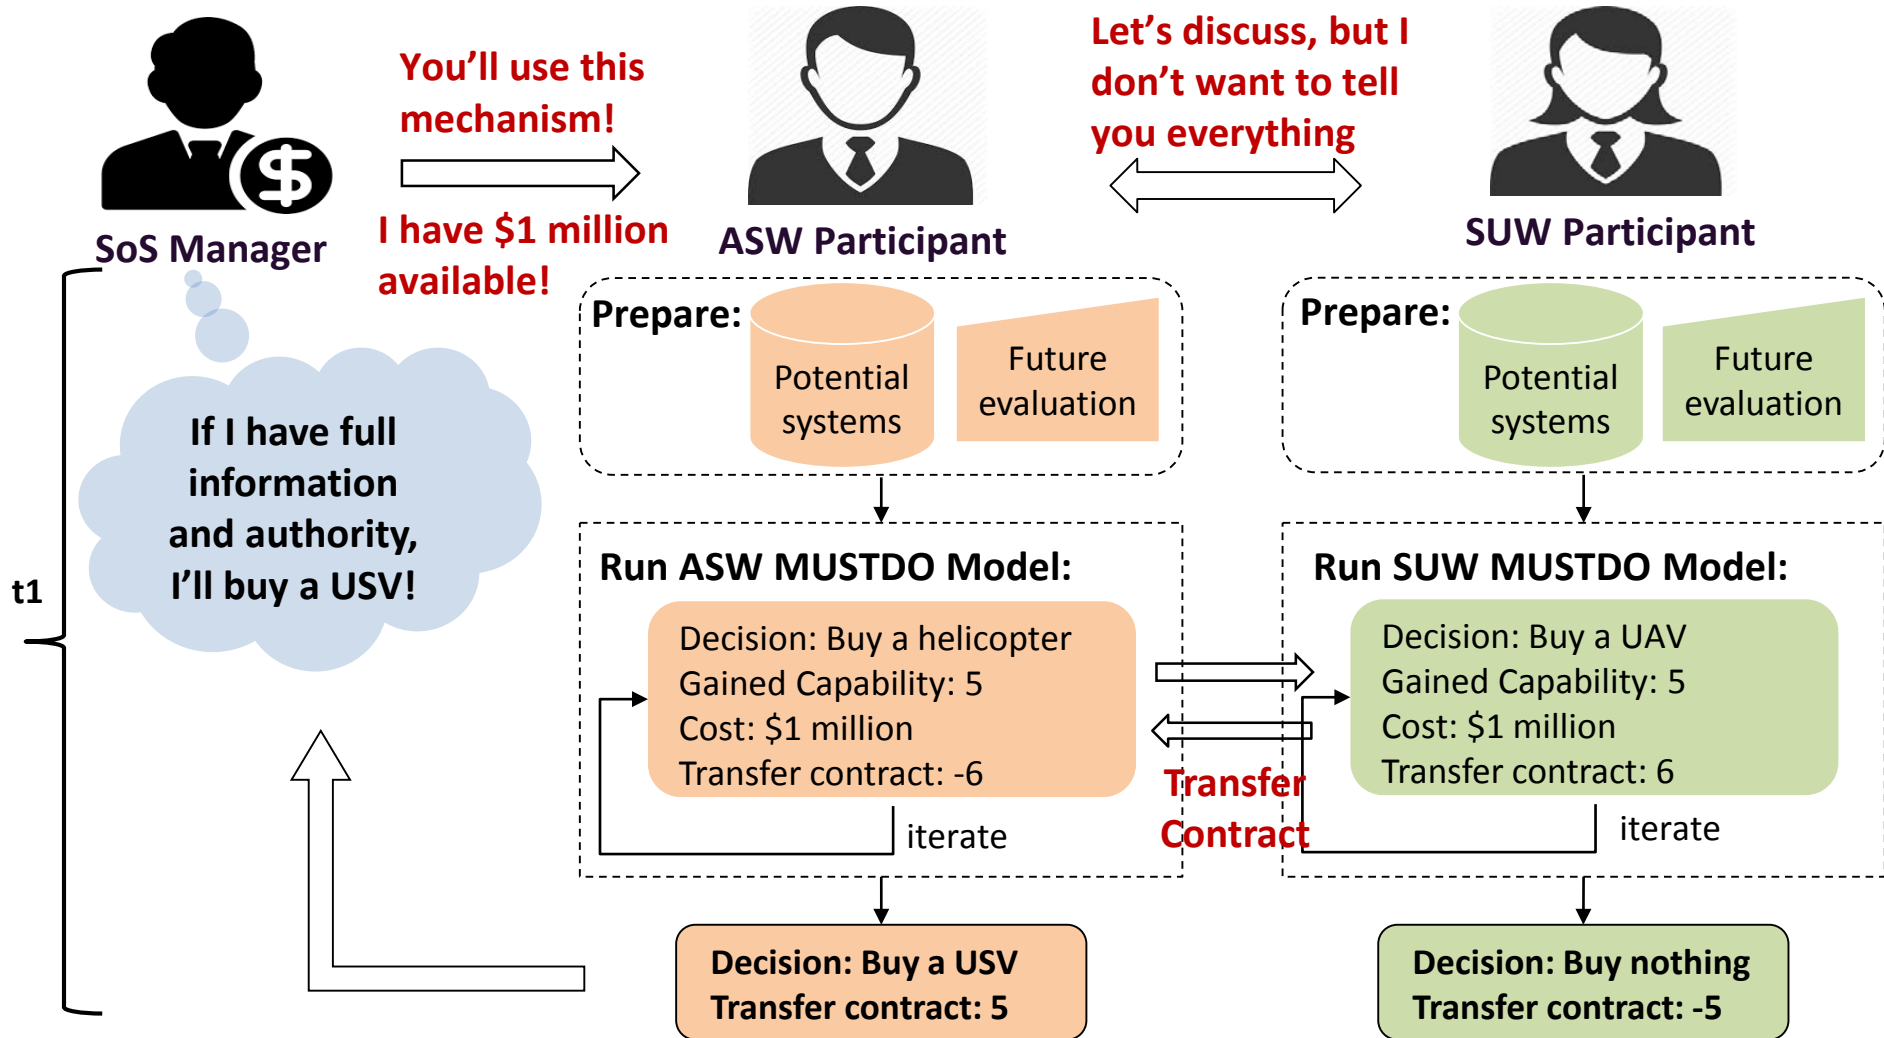 You’ll use this
mechanism!
I have $1 million
available!
Let’s discuss, but I
don’t want to tell
you everything
$
SoS Manager
ASW Participant
SUW Participant
t1
If I have full
information
and authority,
I’ll buy a USV!
Prepare:
Potential
systems
Future
evaluation
Prepare:
Potential
systems
Future
evaluation
Run ASW MUSTDO Model:
Decision: Buy a helicopter
Gained Capability: 5
Cost: $1 million
Transfer contract: -6
iterate
Transfer
Contract
Run SUW MUSTDO Model:
Decision: Buy a UAV
Gained Capability: 5
Cost: $1 million
Transfer contract: 6
iterate
Decision: Buy a USV
Transfer contract: 5
Decision: Buy nothing
Transfer contract: -5